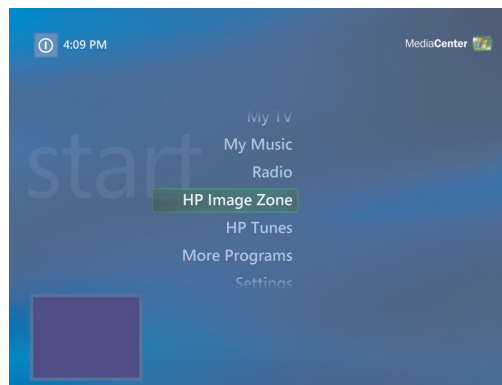 4:09 PM
MediaCenter
start
My TV
My Music
Radio
HP Image Zone
HP Tunes
More Programs
Settings